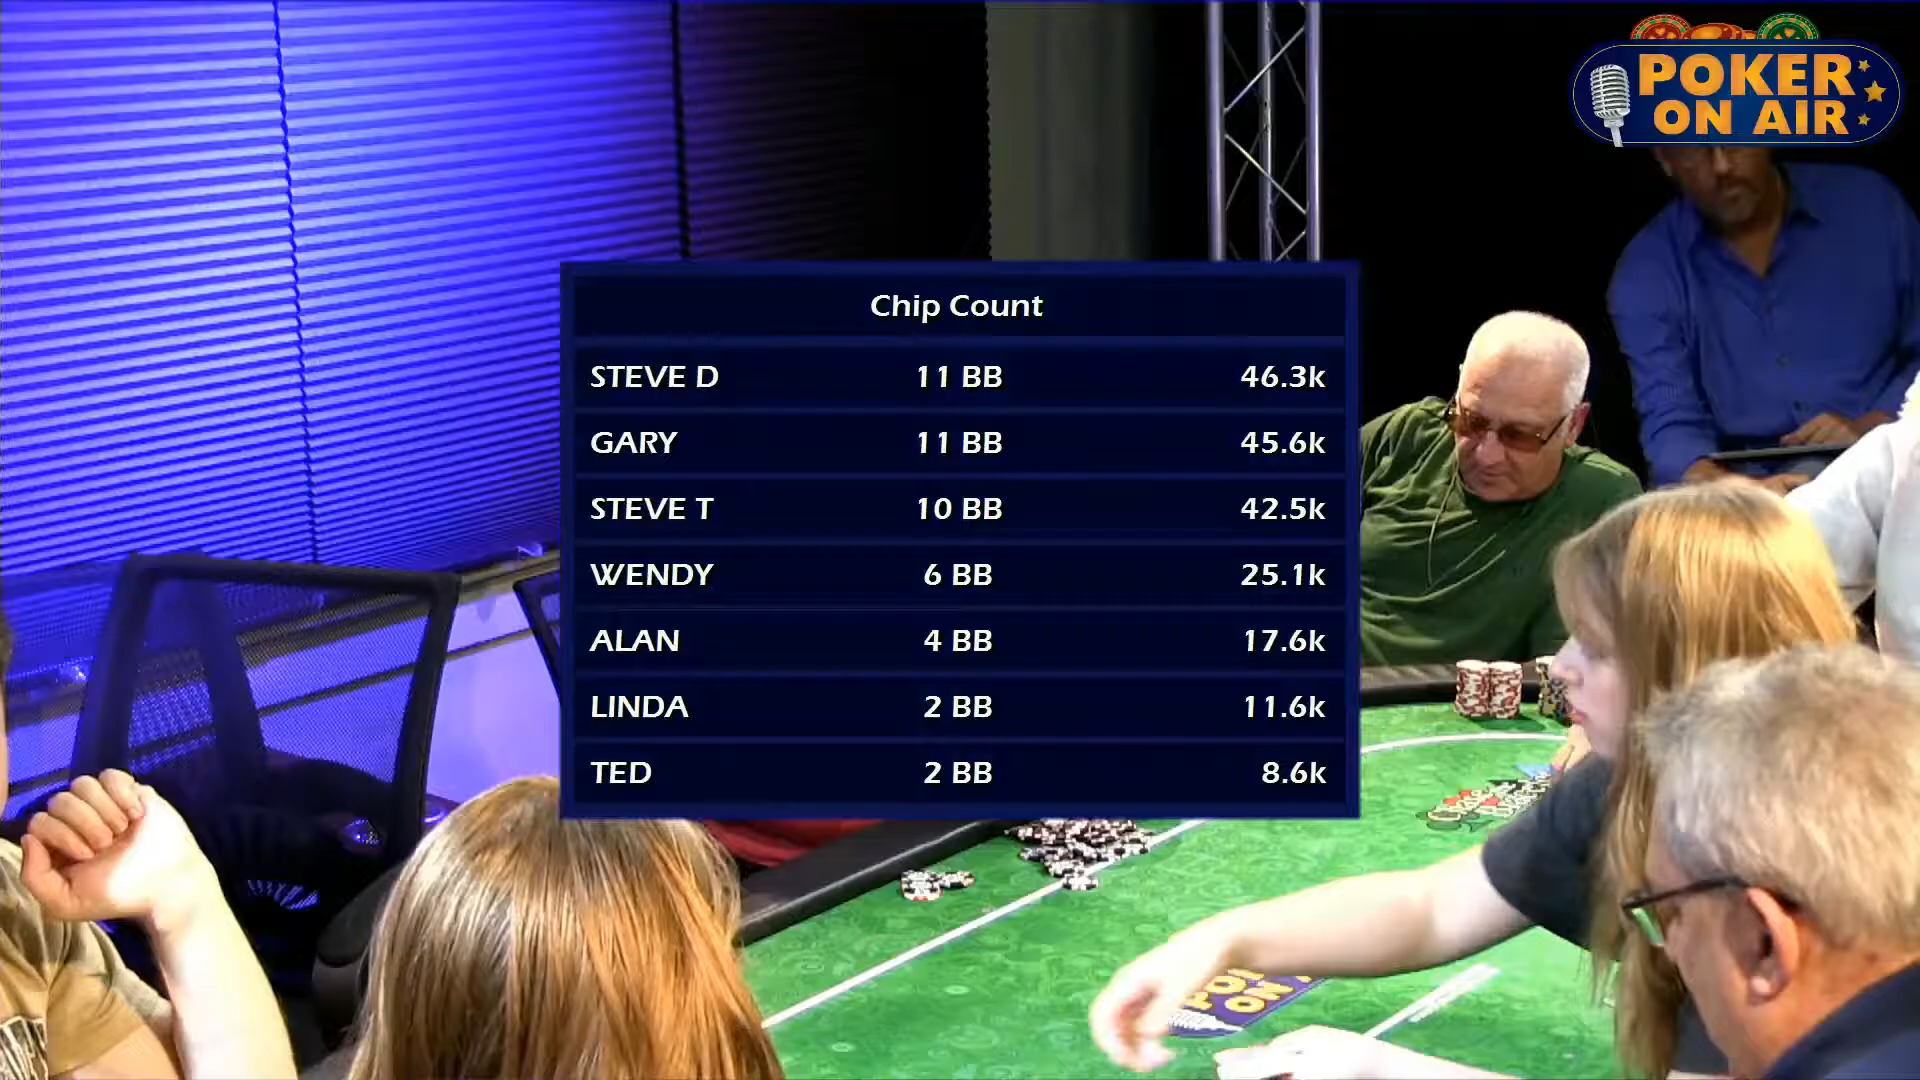 POKER
ON AIR
Chip Count
STEVE D 11 BB 46.3k
GARY 11 BB 45.6k
STEVE T 10 BB 42.5k
WENDY 6 BB 25.1k
ALAN 4 BB 17.6k
LINDA 2 BB 11.6k
TED 2 BB 8.6k
ON